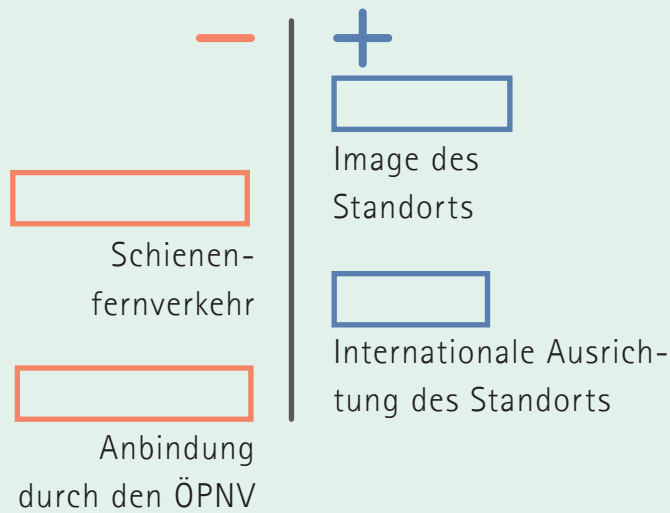 Image des
Standorts
Schienen-
fernverkehr
Internationale Ausrich-
tung des Standorts
Anbindung
durch den ÖPNV